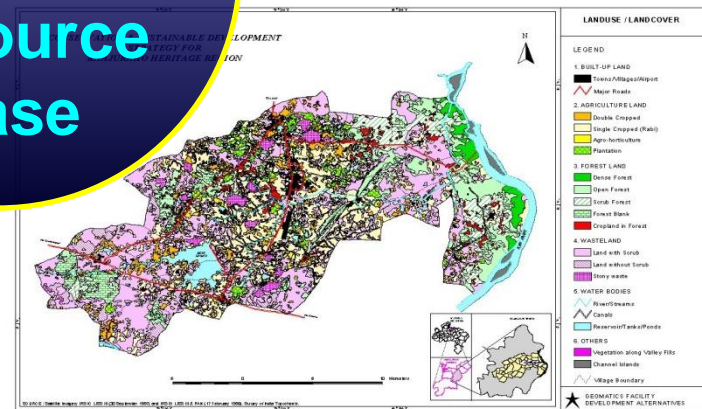 ource
ase
SUSTAINABLE DEVELOPMENT
STRATEGY FOR
HERITAGE REGION
N
LANDUSE / LANDCOVER
LEGEND
1. BUILT-UP LAND
Towns/Villages/Airport
Major Roads
2. AGRICULTURE LAND
Double Cropped
Single Cropped (Rabi)
Agro-horticulture
Plantation
3. FOREST LAND
Dense Forest
Open Forest
Scrub Forest
Forest Blank
Cropland in Forest
4. WASTELAND
Land with Scrub
Land without Scrub
Stony waste
5. WATER BODIES
River/Streams
Canals
Reservoir/Tanks/Ponds
6. OTHERS
Vegetation along Valley Fills
Channel Islands
Village Boundary
GEOMATICS FACILITY
DEVELOPMENT ALTERNATIVES